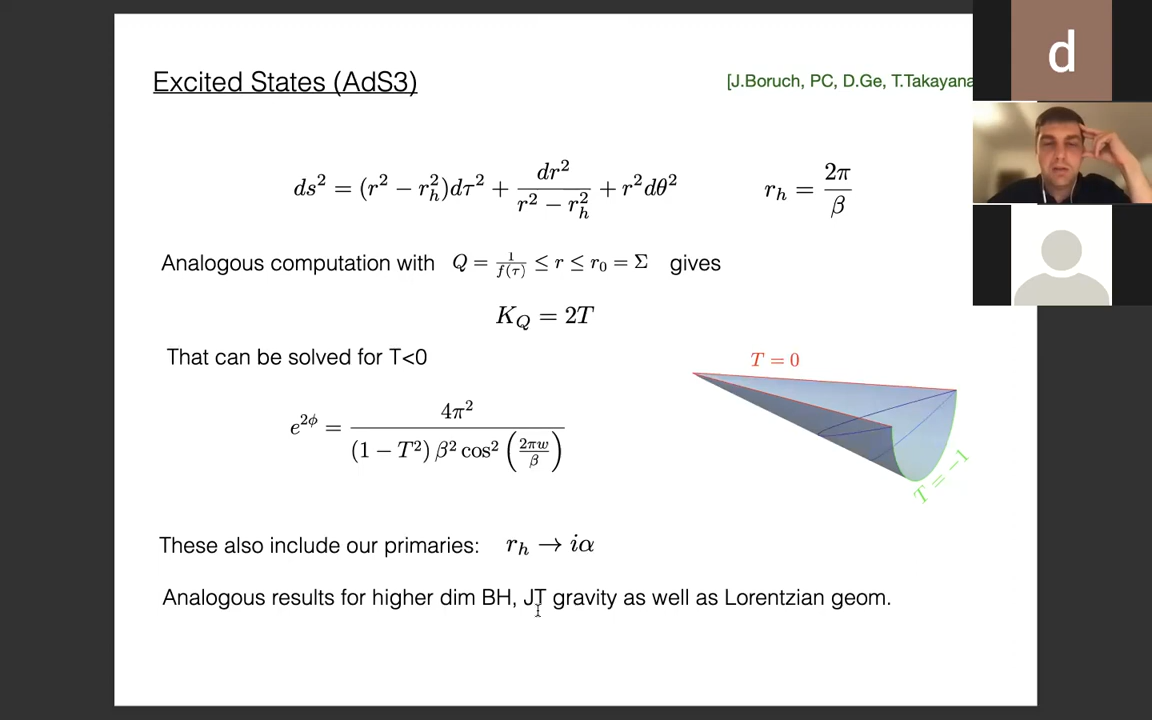 Excited States (AdS3)
[J.Boruch, PC, D.Ge, T.Takayana
d
ds² = (r² − r_h²)dτ² + dr²/(r² − r_h²) + r²dθ²
r_h = 2π/β
Analogous computation with Q = 1/f(τ) ≤ r ≤ r₀ = Σ gives
K_Q = 2T
That can be solved for T<0
T = 0
e^{2φ} = 4π²/((1 − T²) β² cos² (2πw/β))
T = −1
These also include our primaries: r_h → iα
Analogous results for higher dim BH, JT gravity as well as Lorentzian geom.